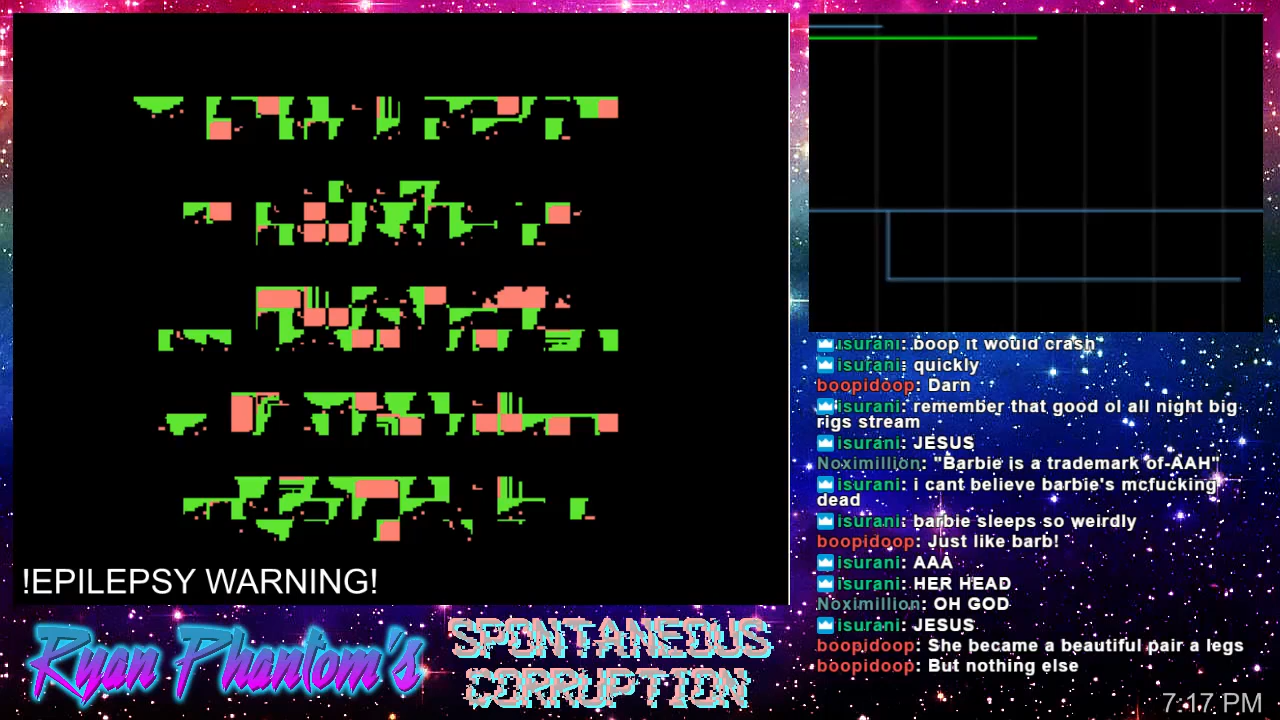 !EPILEPSY WARNING!
Ryan Phantom's
SPONTANEOUS
CORRUPTION
isurani: boop it would crash
isurani: quickly
boopidoop: Darn
isurani: remember that good ol all night big
rigs stream
isurani: JESUS
Noximillion: "Barbie is a trademark of-AAH"
isurani: i cant believe barbie's mcfucking
dead
isurani: barbie sleeps so weirdly
boopidoop: Just like barb!
isurani: AAA
isurani: HER HEAD
Noximillion: OH GOD
isurani: JESUS
boopidoop: She became a beautiful pair a legs
boopidoop: But nothing else
7:17 PM